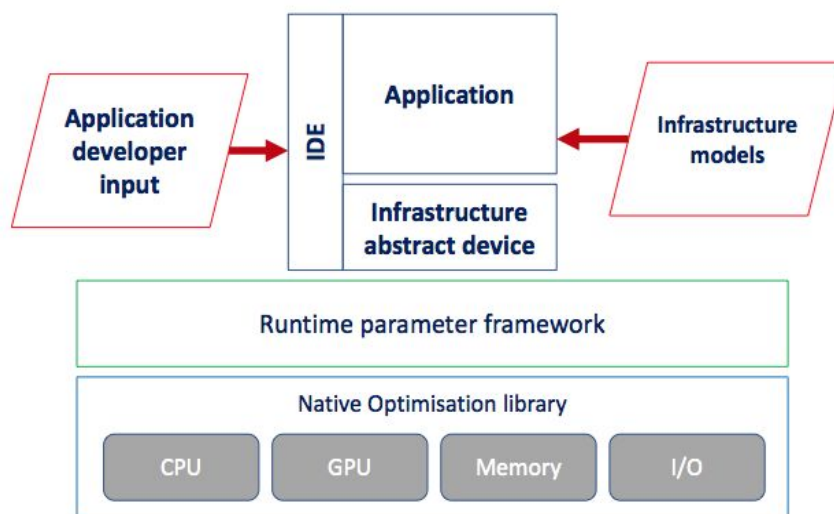 Application
developer
input
IDE
Application
Infrastructure
models
Infrastructure
abstract device
Runtime parameter framework
Native Optimisation library
CPU
GPU
Memory
I/O